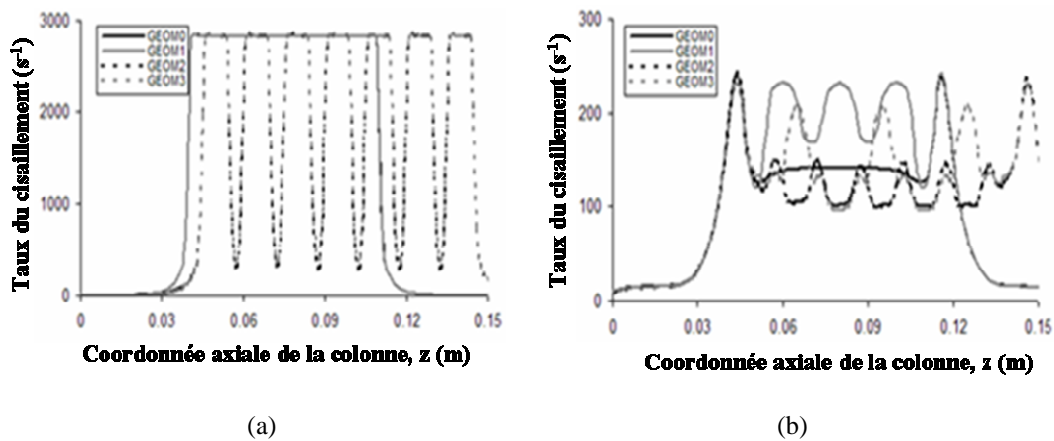 3000
2000
1000
0
Taux du cisaillement (s⁻¹)
GEOM0
GEOM1
GEOM2
GEOM3
0
0.03
0.06
0.09
0.12
0.15
Coordonnée axiale de la colonne, z (m)
(a)
300
200
100
0
Taux du cisaillement (s⁻¹)
GEOM0
GEOM1
GEOM2
GEOM3
0
0.03
0.06
0.09
0.12
0.15
Coordonnée axiale de la colonne, z (m)
(b)